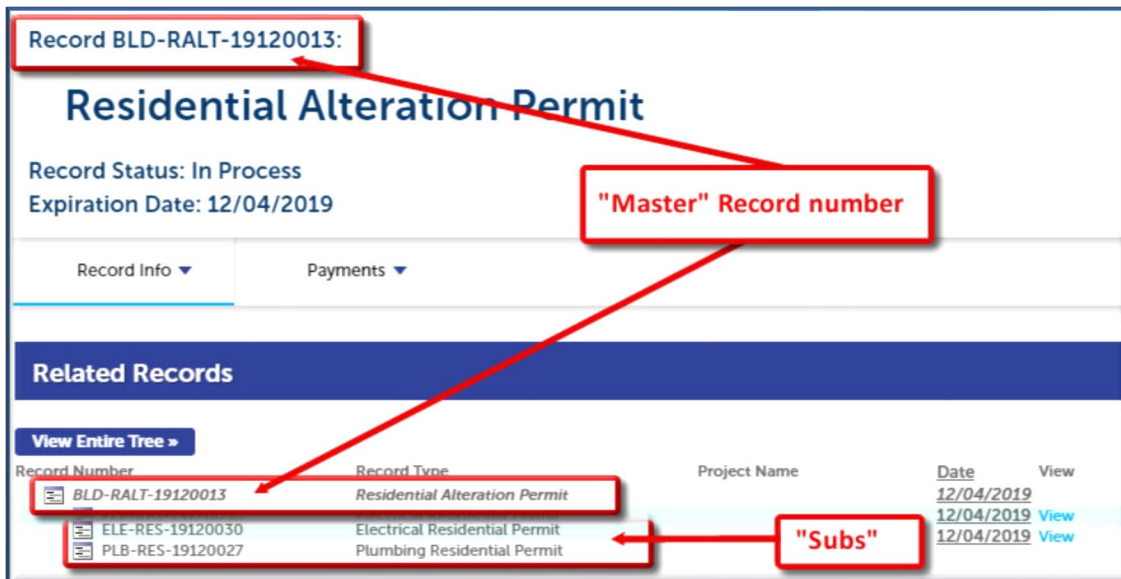 Record BLD-RALT-19120013:
Residential Alteration Permit
Record Status: In Process
Expiration Date: 12/04/2019
"Master" Record number
Record Info Payments
Related Records
View Entire Tree »
Record Number Record Type Project Name Date View
BLD-RALT-19120013 Residential Alteration Permit 12/04/2019
ELE-RES-19120030 Electrical Residential Permit 12/04/2019 View
PLB-RES-19120027 Plumbing Residential Permit 12/04/2019 View
"Subs"